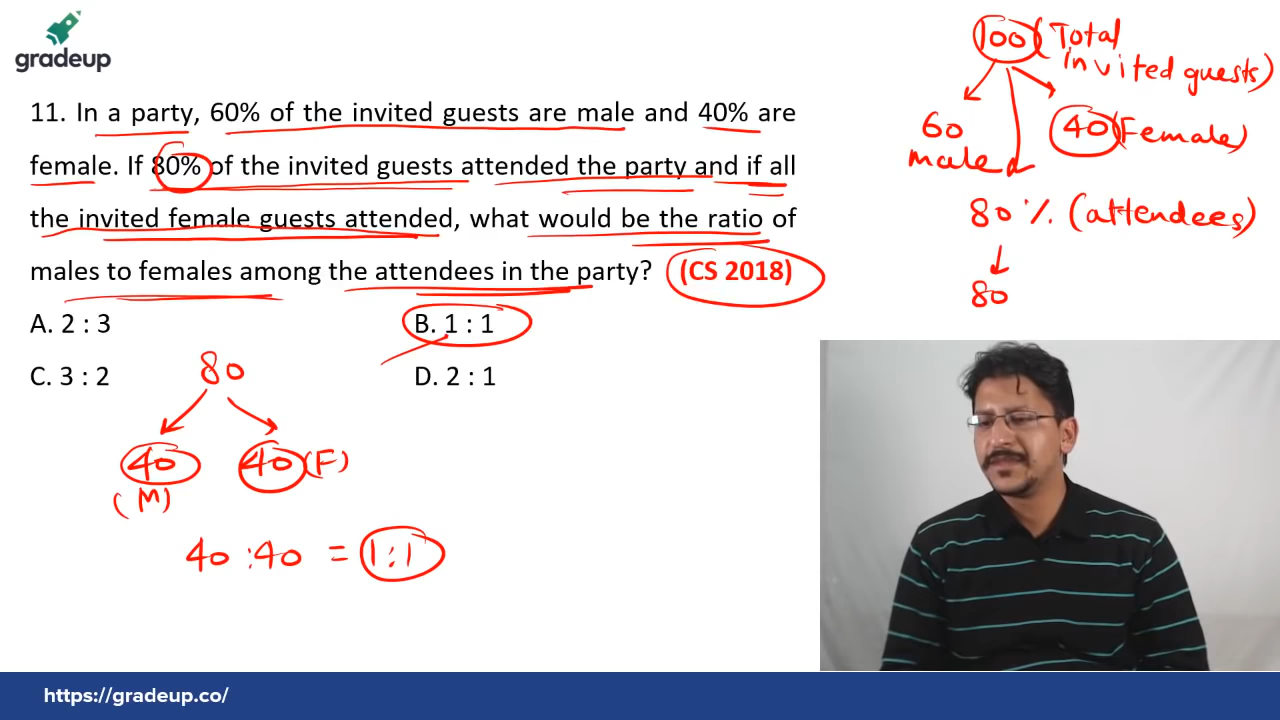 gradeup
100 (Total
invited guests)
60
male
40 (Female)
80 % (attendees)
80
11. In a party, 60% of the invited guests are male and 40% are
female. If 80% of the invited guests attended the party and if all
the invited female guests attended, what would be the ratio of
males to females among the attendees in the party? (CS 2018)
A. 2 : 3 B. 1 : 1
C. 3 : 2 D. 2 : 1
80
40 40 (F)
(M)
40 : 40 = 1 : 1
https://gradeup.co/